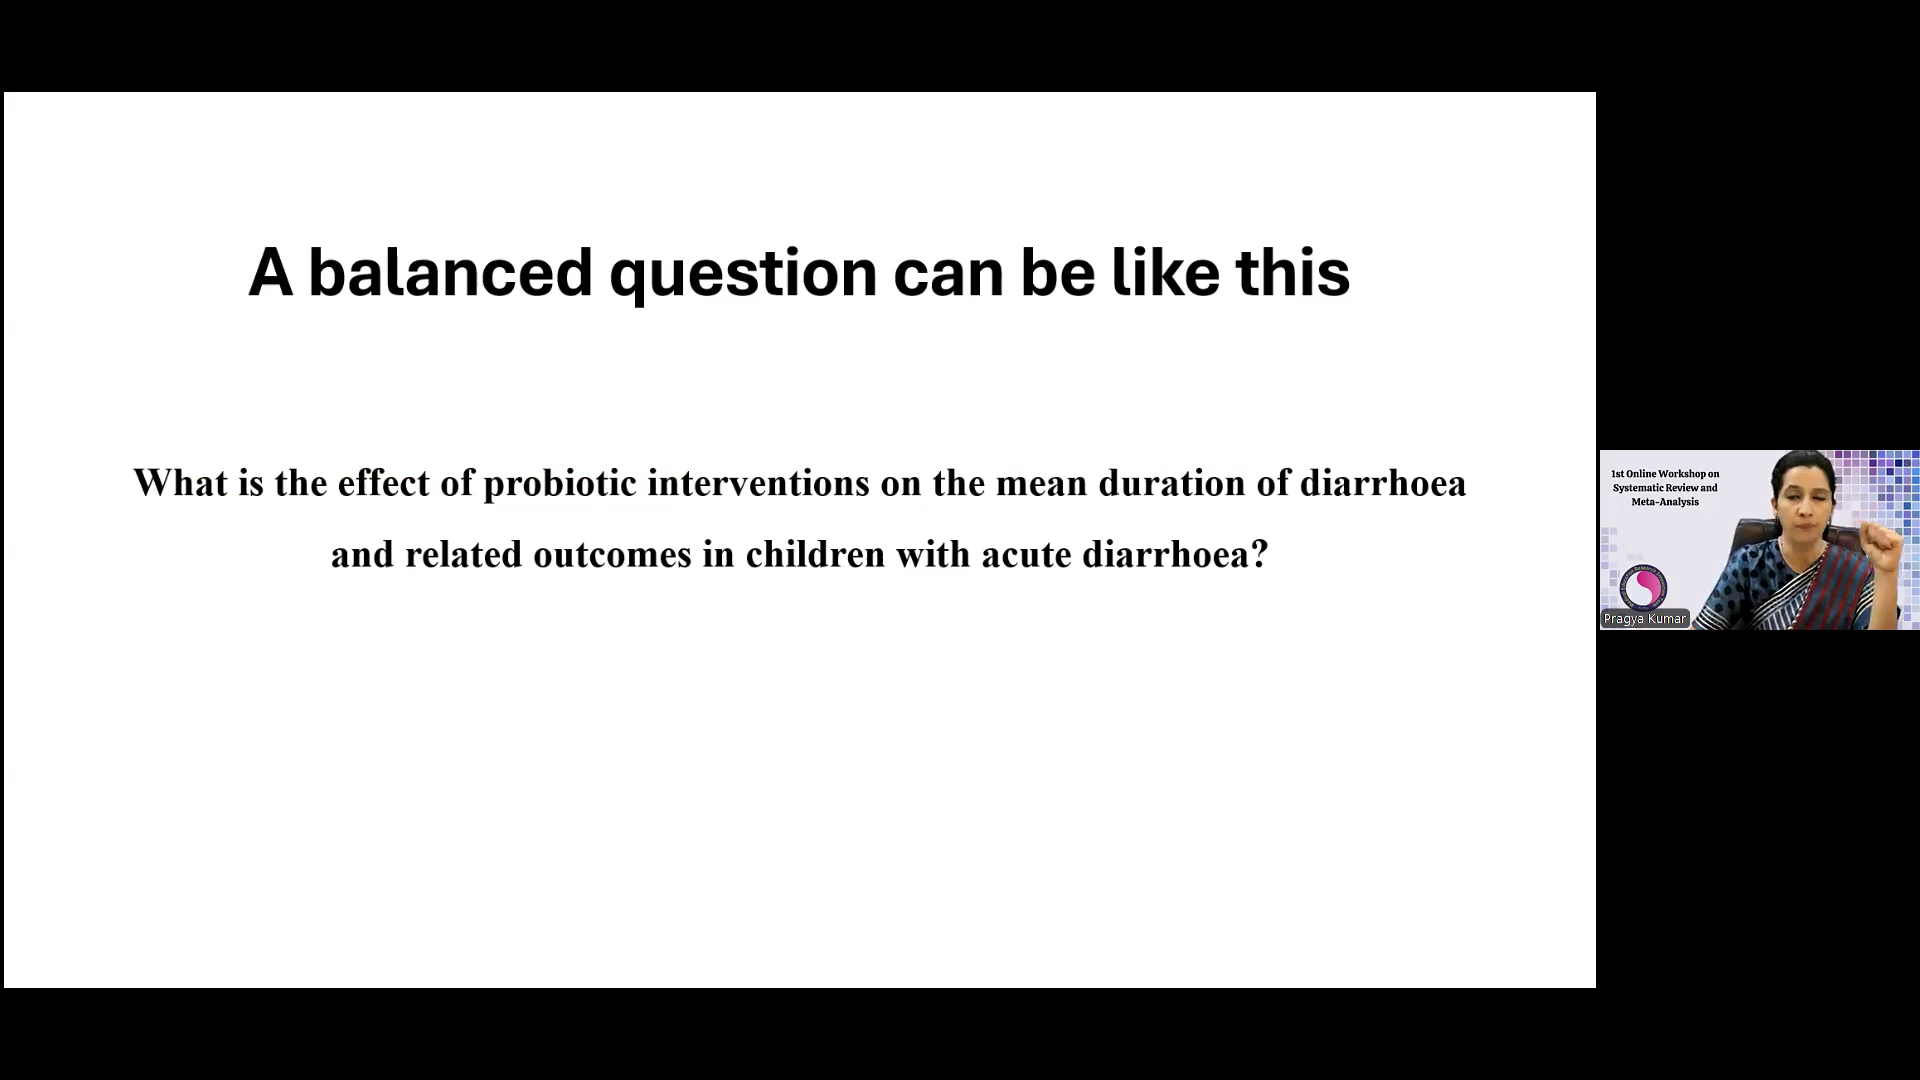 A balanced question can be like this
What is the effect of probiotic interventions on the mean duration of diarrhoea
and related outcomes in children with acute diarrhoea?
1st Online Workshop on
Systematic Review and
Meta-Analysis
Pragya Kumar